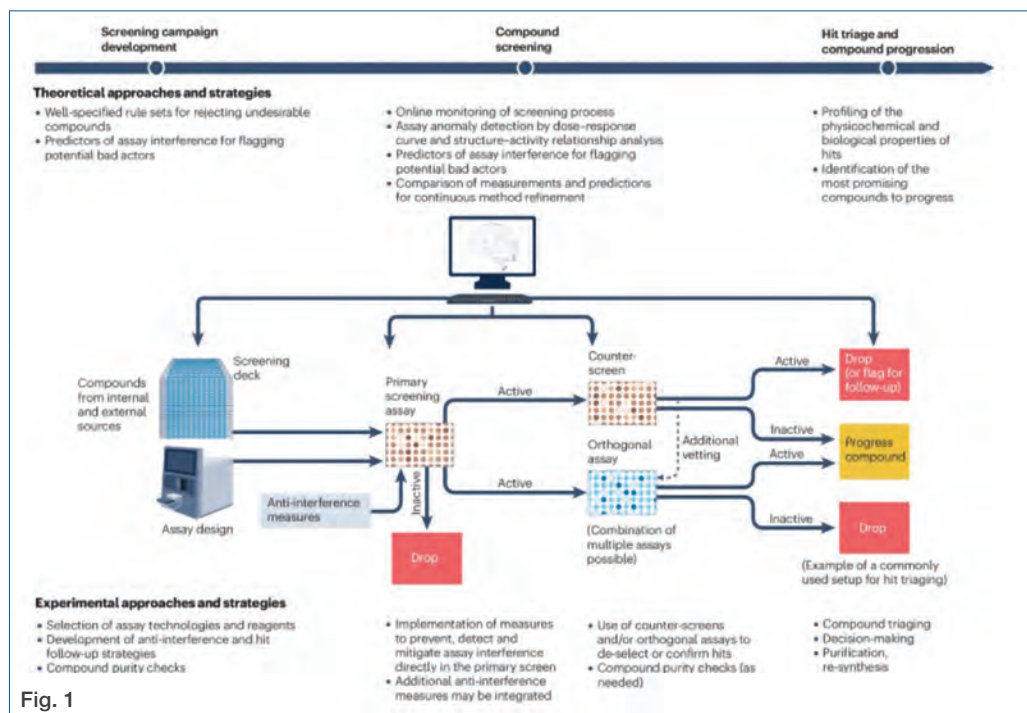 Screening campaign
development
Compound
screening
Hit triage and
compound progression
Theoretical approaches and strategies
• Well-specified rule sets for rejecting undesirable
compounds
• Predictors of assay interference for flagging
potential bad actors
• Online monitoring of screening process
• Assay anomaly detection by dose–response
curve and structure–activity relationship analysis
• Predictors of assay interference for flagging
potential bad actors
• Comparison of measurements and predictions
for continuous method refinement
• Profiling of the
physicochemical and
biological properties of
hits
• Identification of the
most promising
compounds to progress
Compounds
from internal
and external
sources
Screening
deck
Assay design
Anti-interference
measures
Primary
screening
assay
Inactive
Drop
Active
Active
Counter-
screen
Orthogonal
assay
(Combination of
multiple assays
possible)
Additional
vetting
Active
Inactive
Active
Inactive
Drop
(or flag for
follow-up)
Progress
compound
Drop
(Example of a commonly
used setup for hit triaging)
Experimental approaches and strategies
• Selection of assay technologies and reagents
• Development of anti-interference and hit
follow-up strategies
• Compound purity checks
• Implementation of measures
to prevent, detect and
mitigate assay interference
directly in the primary screen
• Additional anti-interference
measures may be integrated
• Use of counter-screens
and/or orthogonal assays to
de-select or confirm hits
• Compound purity checks (as
needed)
• Compound triaging
• Decision-making
• Purification,
re-synthesis
Fig. 1